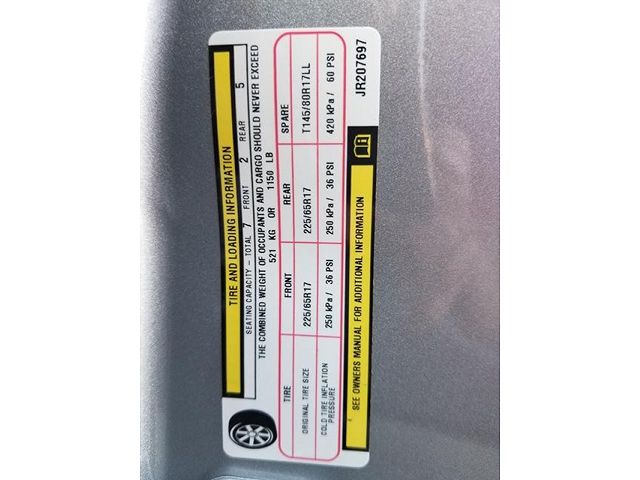 TIRE AND LOADING INFORMATION
SEATING CAPACITY – TOTAL 7 FRONT 2 REAR 5
THE COMBINED WEIGHT OF OCCUPANTS AND CARGO SHOULD NEVER EXCEED
521 KG OR 1150 LB
TIRE FRONT REAR SPARE
ORIGINAL TIRE SIZE 225/65R17 225/65R17 T145/80R17LL
COLD TIRE INFLATION
PRESSURE 250 kPa / 36 PSI 250 kPa / 36 PSI 420 kPa / 60 PSI
SEE OWNERS MANUAL FOR ADDITIONAL INFORMATION
JR207697